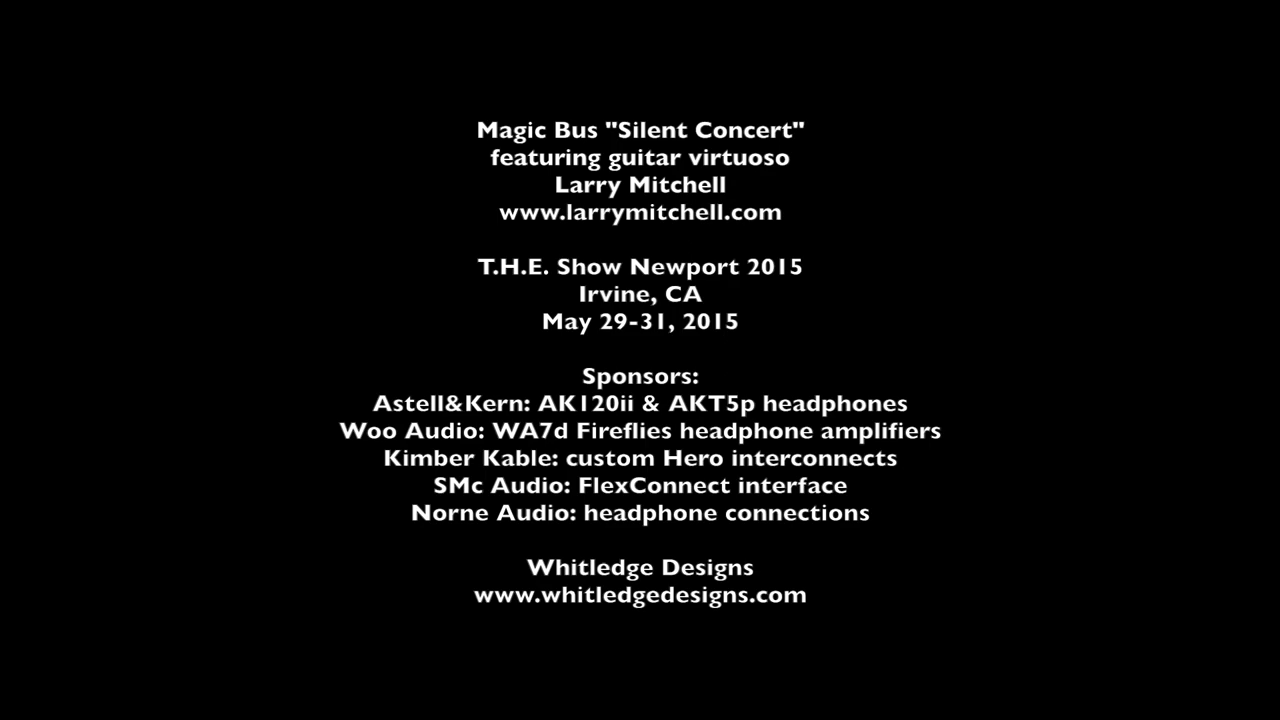 Magic Bus "Silent Concert"
featuring guitar virtuoso
Larry Mitchell
www.larrymitchell.com
T.H.E. Show Newport 2015
Irvine, CA
May 29-31, 2015
Sponsors:
Astell&Kern: AK120ii & AKT5p headphones
Woo Audio: WA7d Fireflies headphone amplifiers
Kimber Kable: custom Hero interconnects
SMc Audio: FlexConnect interface
Norne Audio: headphone connections
Whitledge Designs
www.whitledgedesigns.com